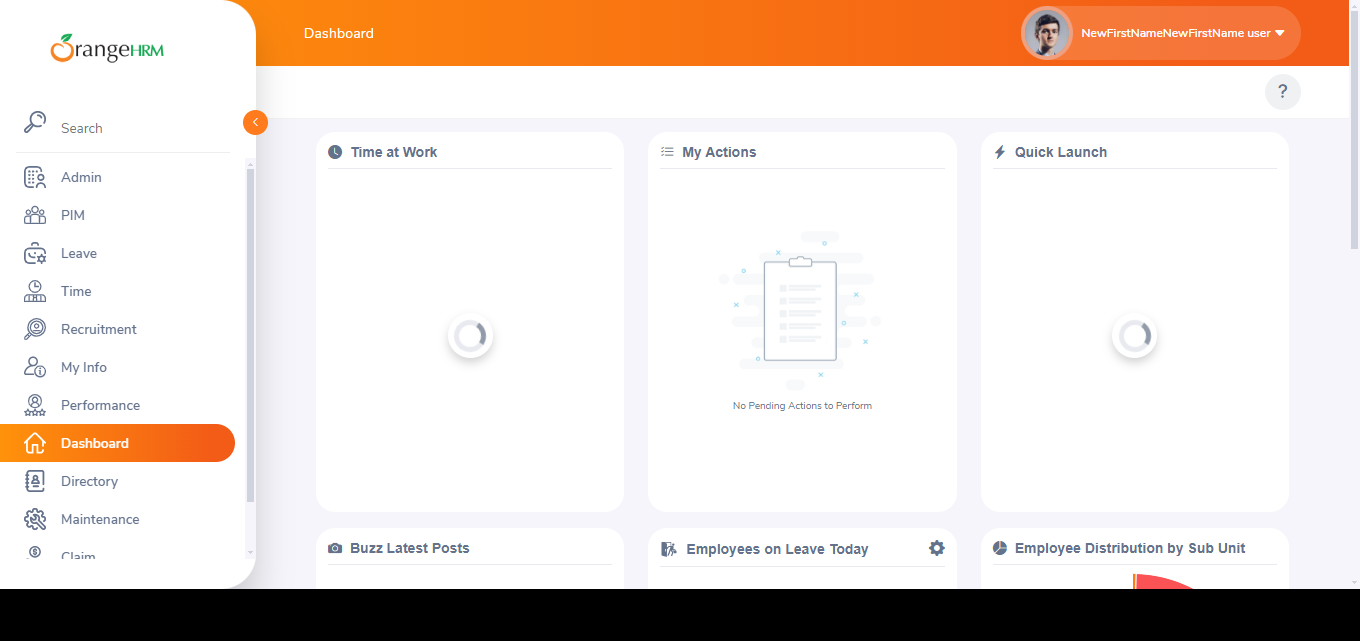 OrangeHRM
Dashboard
NewFirstNameNewFirstName user
?
Search
Admin
PIM
Leave
Time
Recruitment
My Info
Performance
Dashboard
Directory
Maintenance
Claim
Time at Work
My Actions
No Pending Actions to Perform
Quick Launch
Buzz Latest Posts
Employees on Leave Today
Employee Distribution by Sub Unit